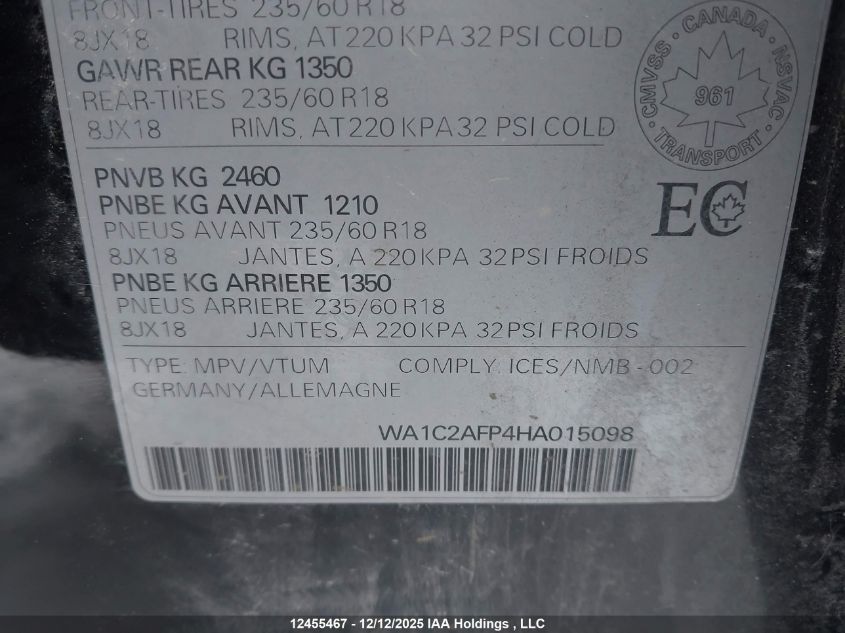 FRONT-TIRES 235/60 R18
8JX18 RIMS, AT 220 KPA 32 PSI COLD
GAWR REAR KG 1350
REAR-TIRES 235/60 R18
8JX18 RIMS, AT 220 KPA 32 PSI COLD
CANADA
CMVSS
NSVAC
961
TRANSPORT
PNVB KG 2460
PNBE KG AVANT 1210
PNEUS AVANT 235/60 R18
8JX18 JANTES, A 220 KPA 32 PSI FROIDS
EC
PNBE KG ARRIERE 1350
PNEUS ARRIERE 235/60 R18
8JX18 JANTES, A 220 KPA 32 PSI FROIDS
TYPE: MPV/VTUM COMPLY. ICES/NMB - 002
GERMANY/ALLEMAGNE
WA1C2AFP4HA015098
12455467 - 12/12/2025 IAA Holdings , LLC